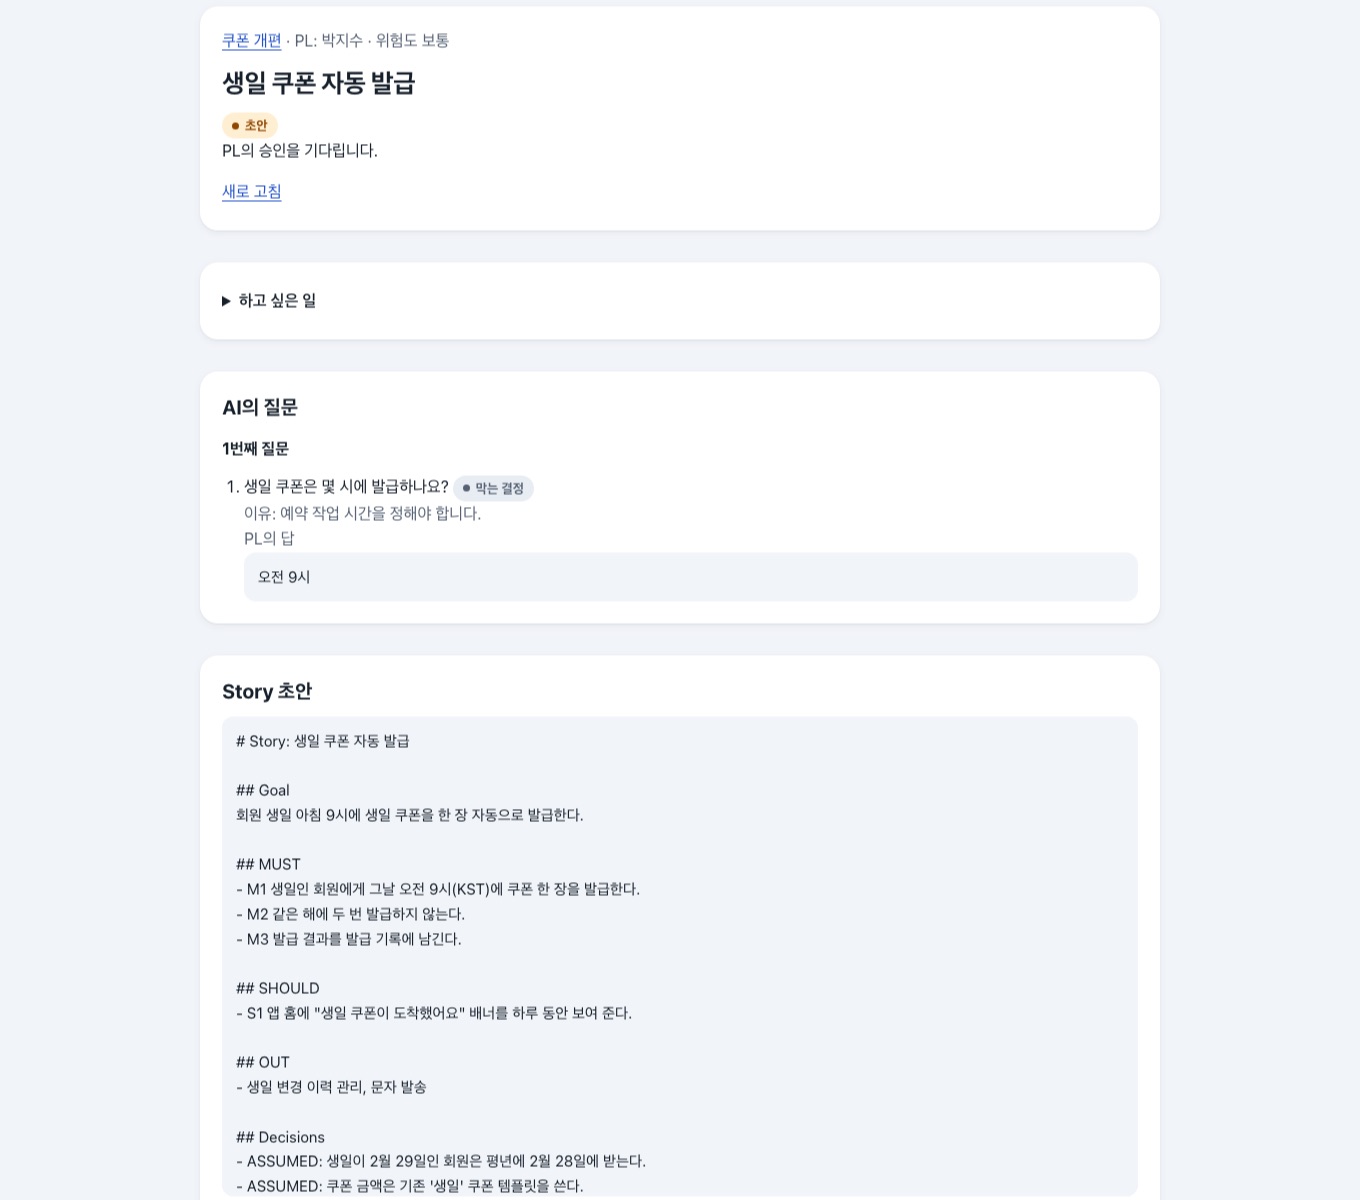 쿠폰 개편 · PL: 박지수 · 위험도 보통
생일 쿠폰 자동 발급
초안
PL의 승인을 기다립니다.
새로 고침
하고 싶은 일
AI의 질문
1번째 질문
1. 생일 쿠폰은 몇 시에 발급하나요? 막는 결정
이유: 예약 작업 시간을 정해야 합니다.
PL의 답
오전 9시
Story 초안
# Story: 생일 쿠폰 자동 발급
## Goal
회원 생일 아침 9시에 생일 쿠폰을 한 장 자동으로 발급한다.
## MUST
- M1 생일인 회원에게 그날 오전 9시(KST)에 쿠폰 한 장을 발급한다.
- M2 같은 해에 두 번 발급하지 않는다.
- M3 발급 결과를 발급 기록에 남긴다.
## SHOULD
- S1 앱 홈에 "생일 쿠폰이 도착했어요" 배너를 하루 동안 보여 준다.
## OUT
- 생일 변경 이력 관리, 문자 발송
## Decisions
- ASSUMED: 생일이 2월 29일인 회원은 평년에 2월 28일에 받는다.
- ASSUMED: 쿠폰 금액은 기존 '생일' 쿠폰 템플릿을 쓴다.